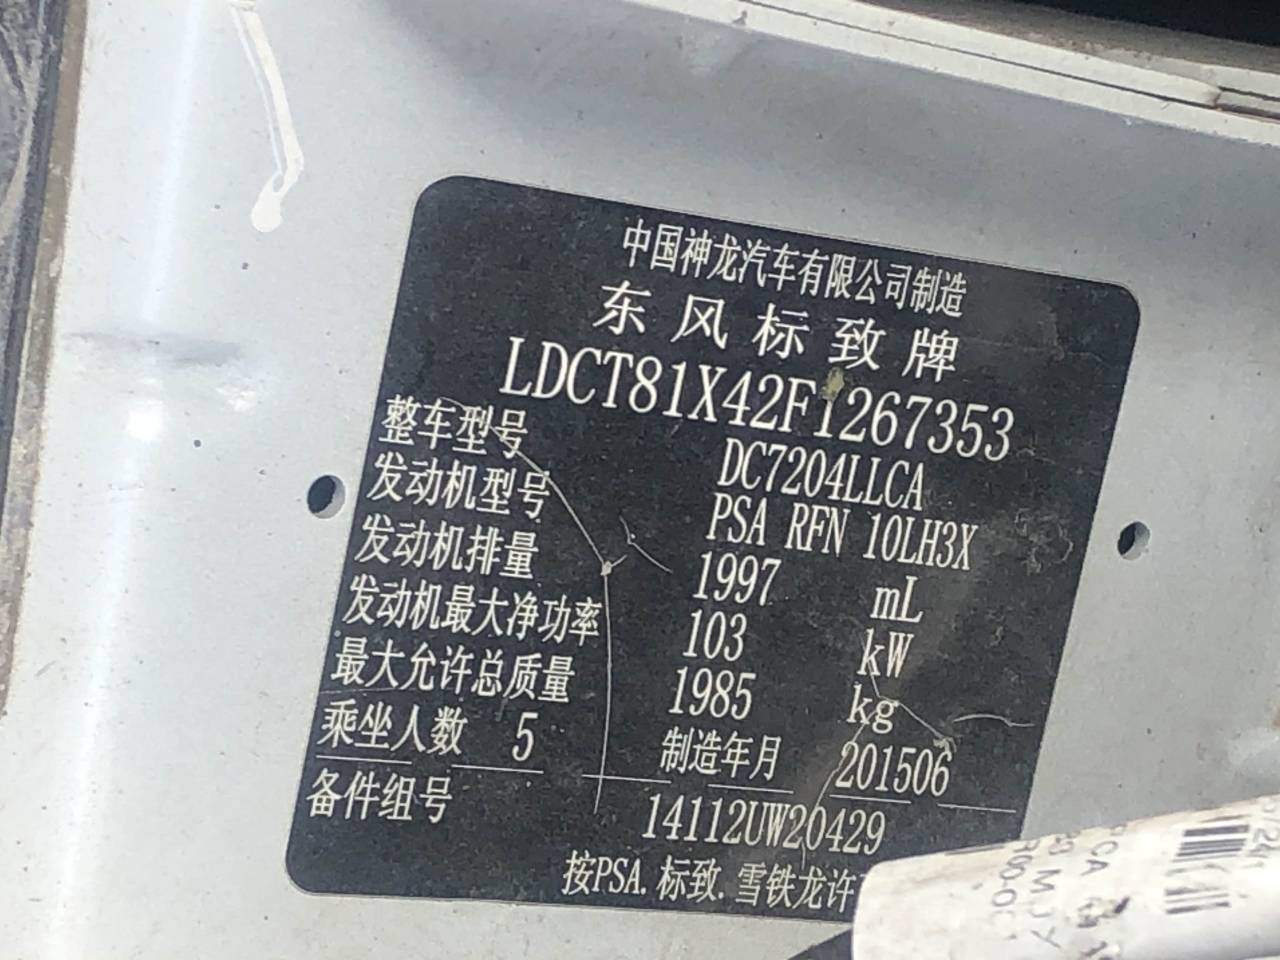 中国神龙汽车有限公司制造
东风标致牌
LDCT81X42F1267353
整车型号 DC7204LLCA
发动机型号 PSA RFN 10LH3X
发动机排量 1997 mL
发动机最大净功率 103 kW
最大允许总质量 1985 kg
乘坐人数 5 制造年月 201506
备件组号 14112UW20429
按PSA.标致.雪铁龙许